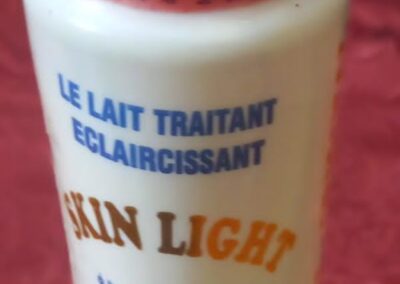 LE LAIT TRAITANT
ECLAIRCISSANT
SKIN LIGHT